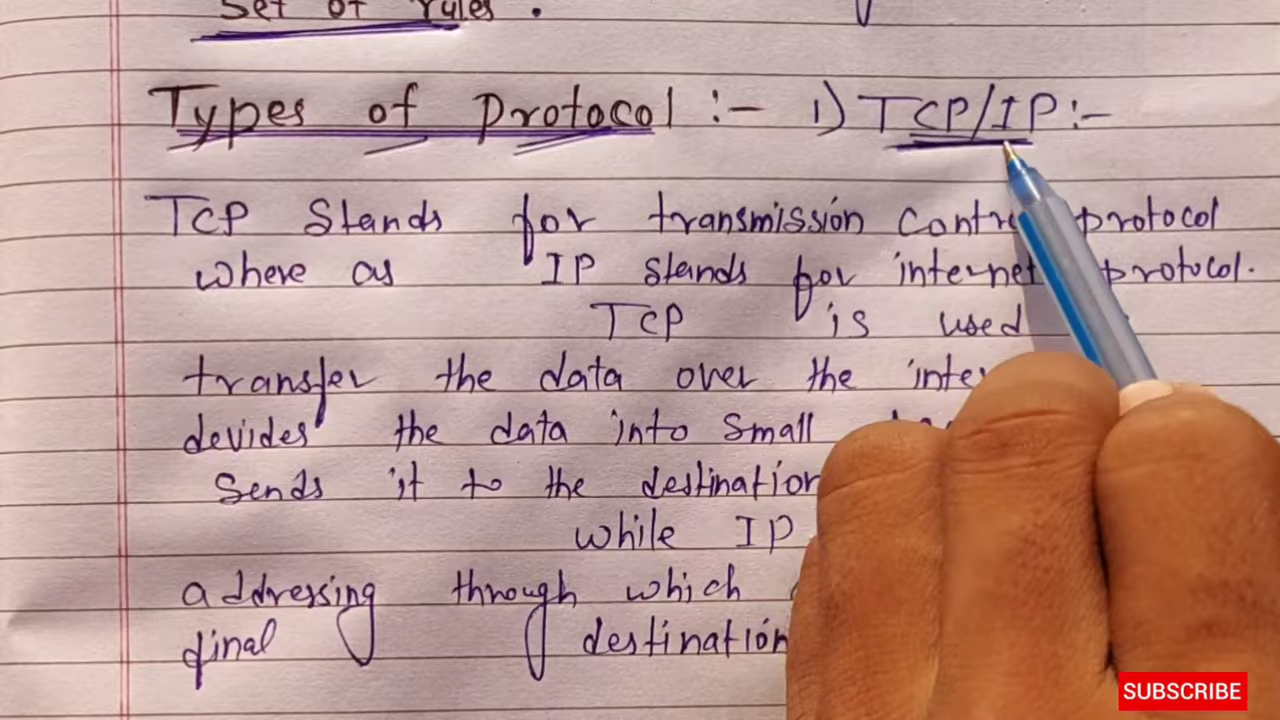 set of rules.
Types of Protocol :- 1) TCP/IP:-
TCP Stands for transmission Contr protocol
where as IP stands for internet protocol.
TCP is used
transfer the data over the inte
devides the data into small
Sends it to the destination
while IP
addressing through which
final destination
SUBSCRIBE